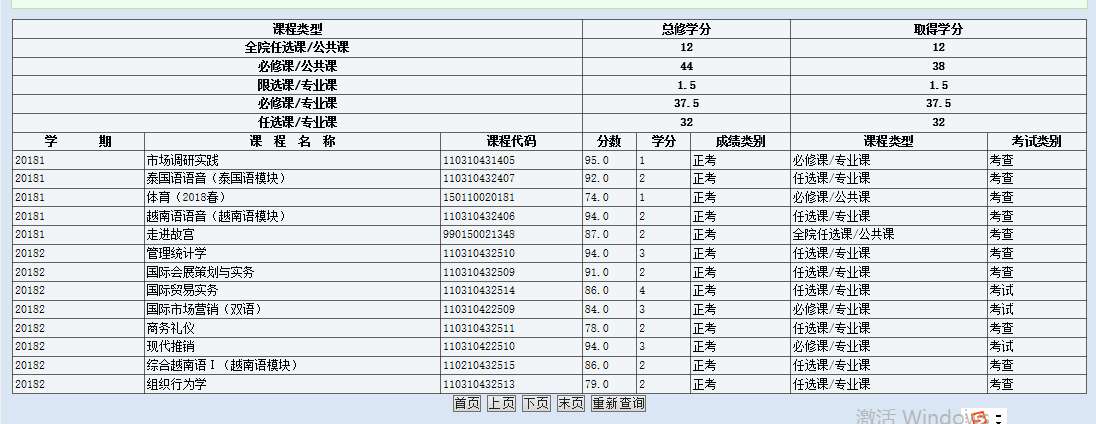 课程类型 总修学分 取得学分
全院任选课/公共课 12 12
必修课/公共课 44 38
限选课/专业课 1.5 1.5
必修课/专业课 37.5 37.5
任选课/专业课 32 32
学 期 课 程 名 称 课程代码 分数 学分 成绩类别 课程类型 考试类别
20181 市场调研实践 110310431405 95.0 1 正考 必修课/专业课 考查
20181 泰国语语音（泰国语模块） 110310432407 92.0 2 正考 任选课/专业课 考查
20181 体育（2018春） 150110020181 74.0 1 正考 必修课/公共课 考查
20181 越南语语音（越南语模块） 110310432406 94.0 2 正考 任选课/专业课 考查
20181 走进故宫 990150021348 87.0 2 正考 全院任选课/公共课 考查
20182 管理统计学 110310432510 94.0 3 正考 任选课/专业课 考查
20182 国际会展策划与实务 110310432509 91.0 2 正考 任选课/专业课 考查
20182 国际贸易实务 110310432514 86.0 4 正考 任选课/专业课 考试
20182 国际市场营销（双语） 110310422509 84.0 3 正考 必修课/专业课 考试
20182 商务礼仪 110310432511 78.0 2 正考 任选课/专业课 考查
20182 现代推销 110310422510 94.0 3 正考 必修课/专业课 考试
20182 综合越南语Ⅰ（越南语模块） 110210432515 86.0 2 正考 任选课/专业课 考查
20182 组织行为学 110310432513 79.0 2 正考 任选课/专业课 考查
首页 上页 下页 末页 重新查询
激活 Windows